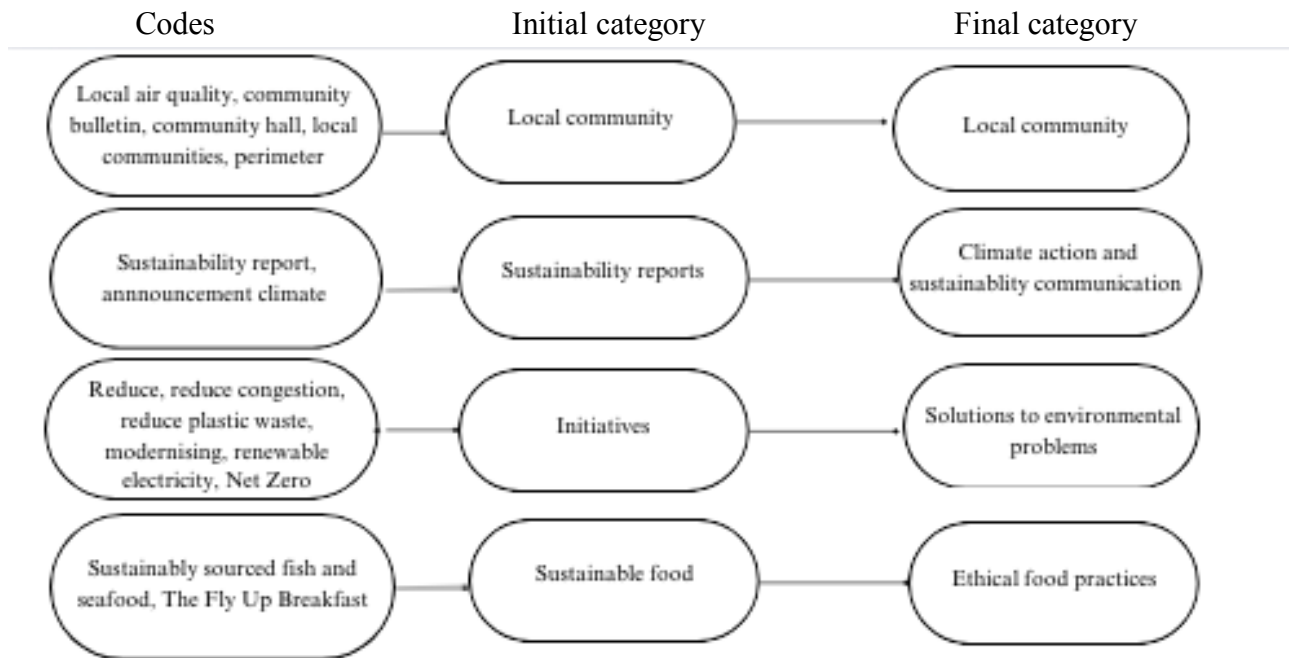 Codes
Initial category
Final category
Local air quality, community
bulletin, community hall, local
communities, perimeter
Local community
Local community
Sustainability report,
annnouncement climate
Sustainability reports
Climate action and
sustainablity communication
Reduce, reduce congestion,
reduce plastic waste,
modernising, renewable
electricity, Net Zero
Initiatives
Solutions to environmental
problems
Sustainably sourced fish and
seafood, The Fly Up Breakfast
Sustainable food
Ethical food practices